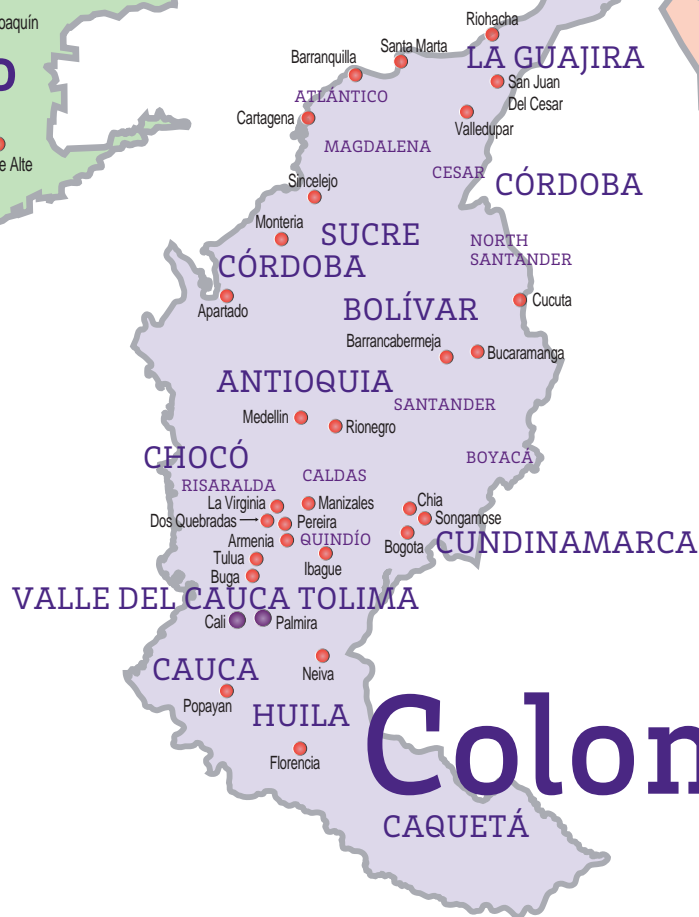 oaquín
O
e Alte
Riohacha
Santa Marta
Barranquilla
LA GUAJIRA
San Juan
Del Cesar
ATLÁNTICO
Cartagena
Valledupar
MAGDALENA
CESAR
CÓRDOBA
Sincelejo
Monteria
SUCRE
NORTH
SANTANDER
CÓRDOBA
Apartado
BOLÍVAR
Cucuta
Barrancabermeja
Bucaramanga
ANTIOQUIA
SANTANDER
Medellin
Rionegro
CHOCÓ
BOYACÁ
CALDAS
RISARALDA
La Virginia
Manizales
Chia
Dos Quebradas
Pereira
Songamose
Armenia
QUINDÍO
Bogota
CUNDINAMARCA
Tulua
Ibague
Buga
VALLE DEL CAUCA TOLIMA
Cali
Palmira
CAUCA
Neiva
Popayan
HUILA
Colom
Florencia
CAQUETÁ